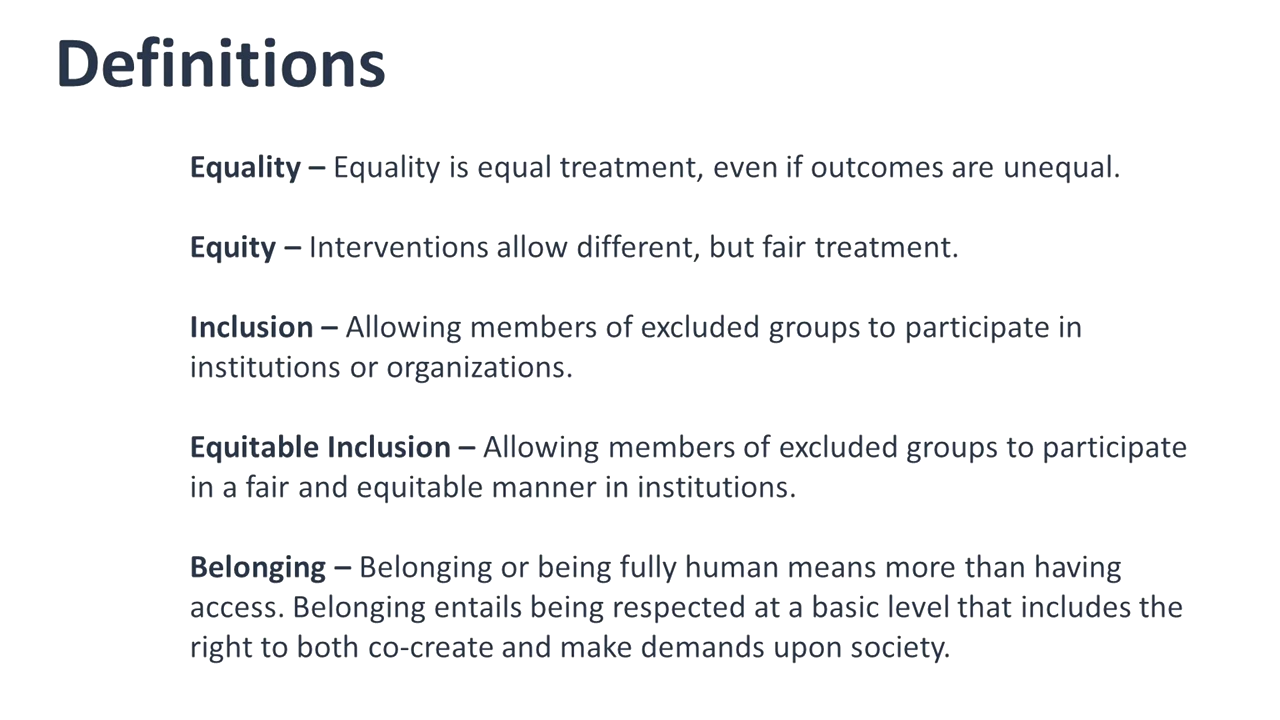 Definitions
Equality – Equality is equal treatment, even if outcomes are unequal.
Equity – Interventions allow different, but fair treatment.
Inclusion – Allowing members of excluded groups to participate in
institutions or organizations.
Equitable Inclusion – Allowing members of excluded groups to participate
in a fair and equitable manner in institutions.
Belonging – Belonging or being fully human means more than having
access. Belonging entails being respected at a basic level that includes the
right to both co-create and make demands upon society.